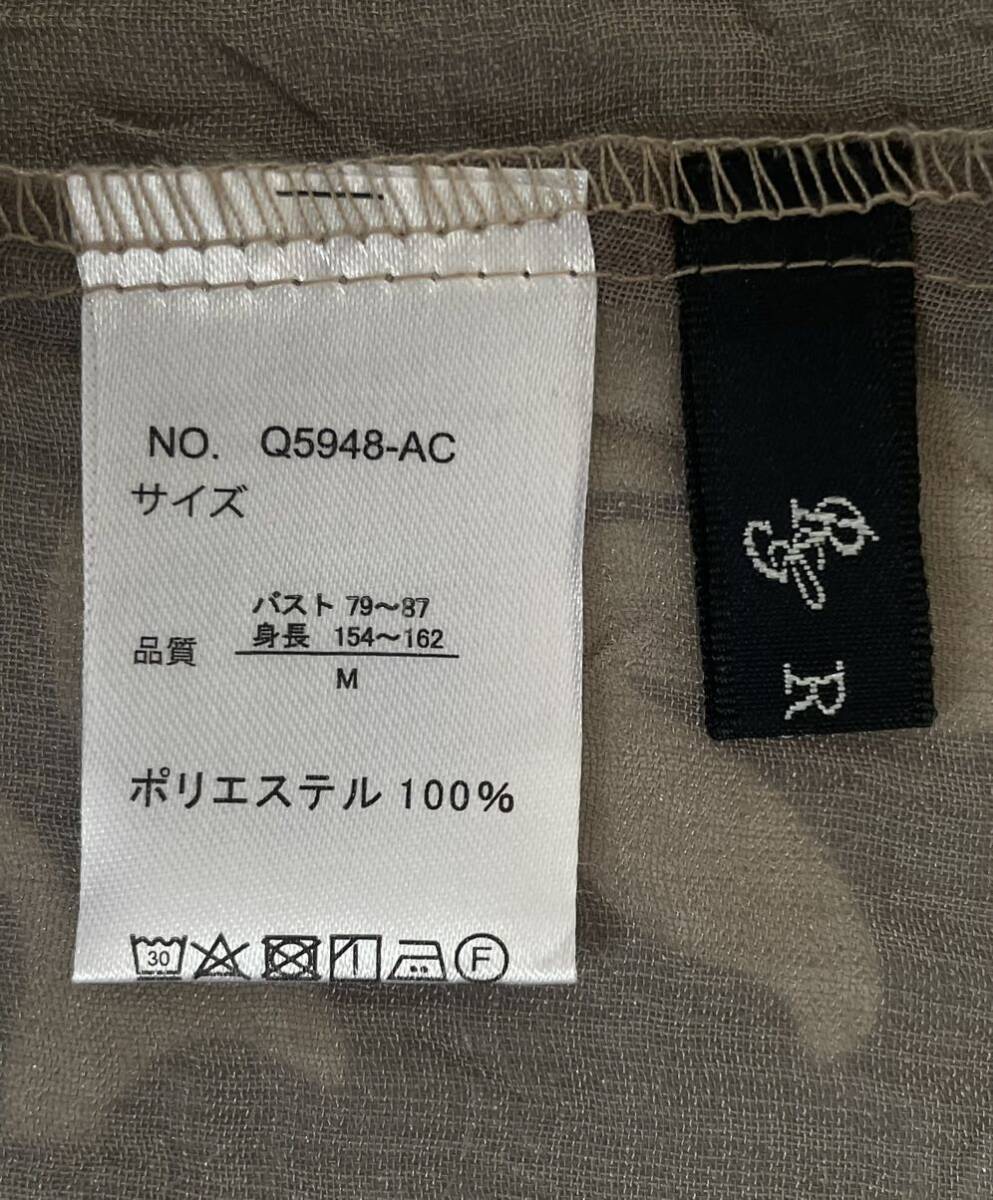 NO. Q5948-AC
サイズ
バスト 79〜87
身長 154〜162
品質
M
ポリエステル 100%
30
F
R